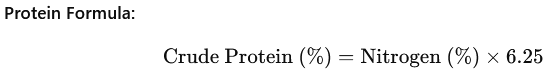 Protein Formula:
Crude Protein (%) = Nitrogen (%) × 6.25